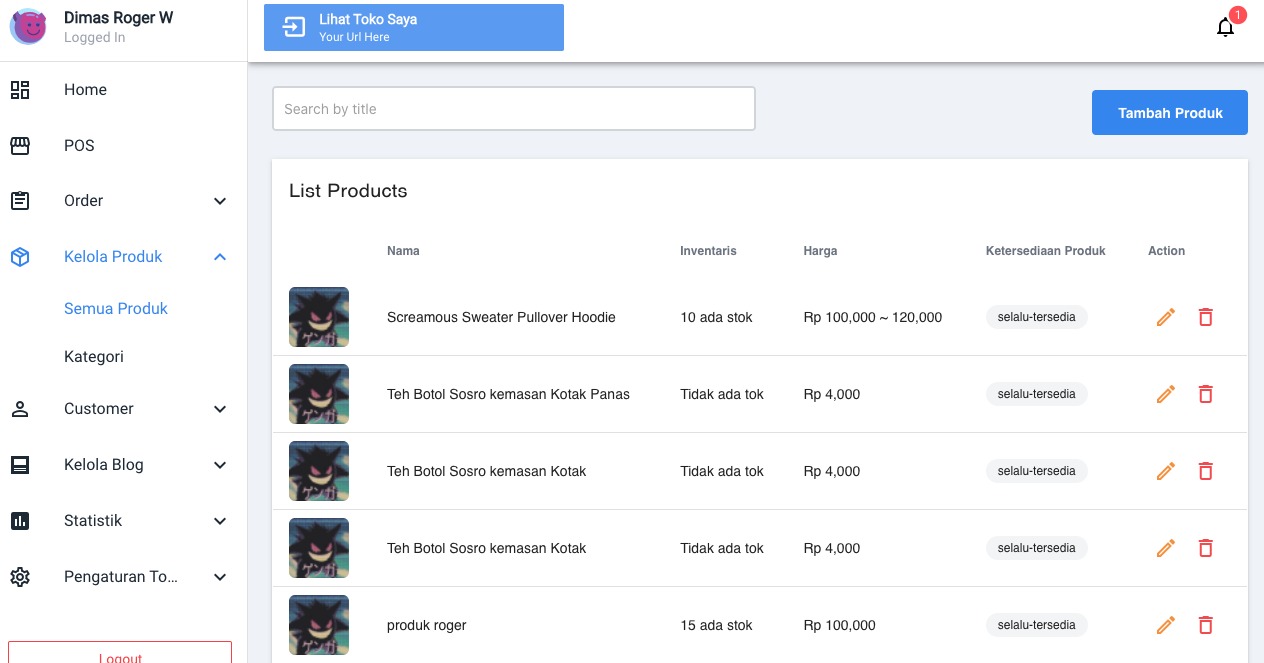 Dimas Roger W
Logged In
Lihat Toko Saya
Your Url Here
1
Home
POS
Order
Kelola Produk
Semua Produk
Kategori
Customer
Kelola Blog
Statistik
Pengaturan To...
Logout
Search by title
Tambah Produk
List Products
Nama Inventaris Harga Ketersediaan Produk Action
ゲンガ Screamous Sweater Pullover Hoodie 10 ada stok Rp 100,000 ~ 120,000 selalu-tersedia
ゲンガ Teh Botol Sosro kemasan Kotak Panas Tidak ada tok Rp 4,000 selalu-tersedia
ゲンガ Teh Botol Sosro kemasan Kotak Tidak ada tok Rp 4,000 selalu-tersedia
ゲンガ Teh Botol Sosro kemasan Kotak Tidak ada tok Rp 4,000 selalu-tersedia
ゲンガ produk roger 15 ada stok Rp 100,000 selalu-tersedia